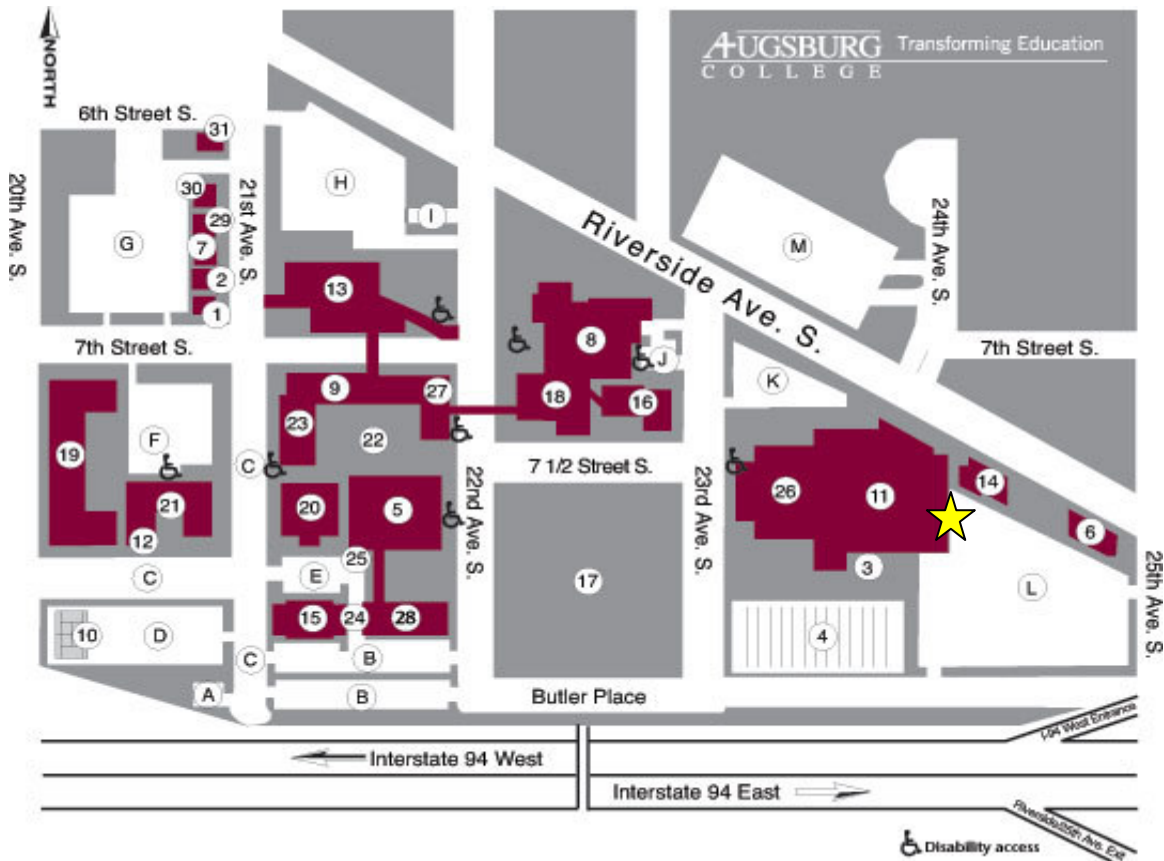 NORTH
AUGSBURG
COLLEGE
Transforming Education
6th Street S.
31
H
20th Ave. S.
30
21st Ave. S.
I
24th Ave. S.
29
G
7
M
Riverside Ave. S.
2
13
1
8
7th Street S.
J
7th Street S.
K
9
27
18
16
23
F
22
19
C
7 1/2 Street S.
22nd Ave. S.
23rd Ave. S.
26
11
14
21
20
5
12
6
25
C
E
17
3
L
25th Ave. S.
10
D
15
24
28
4
C
B
A
B
Butler Place
I-94 West Entrance
Interstate 94 West
Interstate 94 East
Riverside/25th Ave. Exit
Disability access